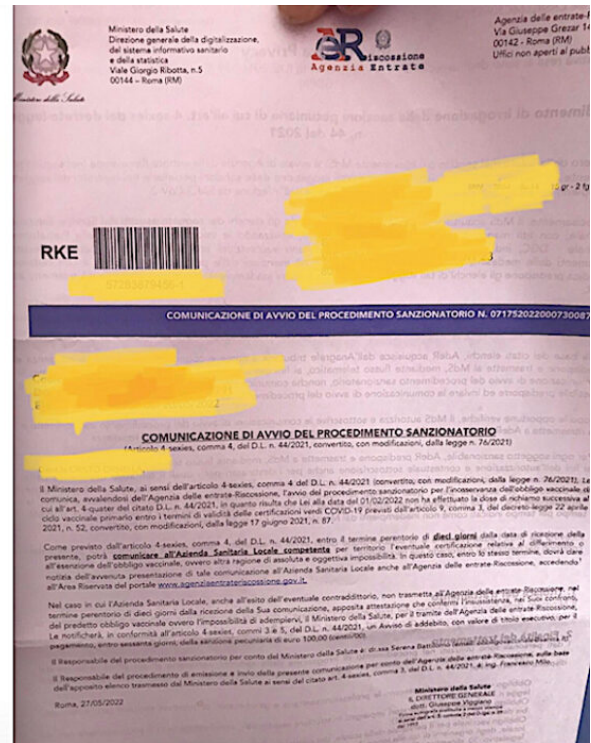 Ministero della Salute
Direzione generale della digitalizzazione,
del sistema informativo sanitario
e della statistica
Viale Giorgio Ribotta, n.5
00144 – Roma (RM)
Ministero della Salute
AeR iscossione
Agenzia Entrate
Agenzia delle entrate-R
Via Giuseppe Grezar 14
00142 - Roma (RM)
Uffici non aperti al pubb
gr - 2 fg
RKE
COMUNICAZIONE DI AVVIO DEL PROCEDIMENTO SANZIONATORIO N. 07175202200073008
COMUNICAZIONE DI AVVIO DEL PROCEDIMENTO SANZIONATORIO
(Articolo 4-sexies, comma 4, del D.L. n. 44/2021, convertito, con modificazioni, dalla legge n. 76/2021)
Il Ministero della Salute, ai sensi dell'articolo 4-sexies, comma 4, del D.L. n. 44/2021 (convertito, con modificazioni, dalla legge n. 76/2021), Le
comunica, avvalendosi dell'Agenzia delle entrate-Riscossione, l'avvio del procedimento sanzionatorio per l'inosservanza dell'obbligo vaccinale di
cui all'art. 4-quater del citato D.L. n. 44/2021, in quanto risulta che Lei alla data del 01/02/2022 non ha effettuato la dose di richiamo successiva al
ciclo vaccinale primario entro i termini di validità delle certificazioni verdi COVID-19 previsti dall'articolo 9, comma 3, del decreto-legge 22 aprile
2021, n. 52, convertito, con modificazioni, dalla legge 17 giugno 2021, n. 87.
Come previsto dall'articolo 4-sexies, comma 4, del D.L. n. 44/2021, entro il termine perentorio di dieci giorni dalla data di ricezione della
presente, potrà comunicare all'Azienda Sanitaria Locale competente per territorio l'eventuale certificazione relativa al differimento o
all'esenzione dell'obbligo vaccinale, ovvero altra ragione di assoluta e oggettiva impossibilità. In questo caso, entro lo stesso termine, dovrà dare
notizia dell'avvenuta presentazione di tale comunicazione all'Azienda Sanitaria Locale anche all'Agenzia delle entrate-Riscossione, accedendo
all'Area Riservata del portale www.agenziaentrateriscossione.gov.it.
Nel caso in cui l'Azienda Sanitaria Locale, anche all'esito dell'eventuale contraddittorio, non trasmetta all'Agenzia delle entrate-Riscossione, nel
termine perentorio di dieci giorni dalla ricezione della Sua comunicazione, apposita attestazione che confermi l'insussistenza, nei Suoi confronti,
del predetto obbligo vaccinale ovvero l'impossibilità di adempiervi, il Ministero della Salute, per il tramite dell'Agenzia delle entrate-Riscossione,
Le notificherà, in conformità all'articolo 4-sexies, commi 3 e 5, del D.L. n. 44/2021, un Avviso di addebito, con valore di titolo esecutivo, per il
pagamento, entro sessanta giorni, della sanzione pecuniaria di euro 100,00 (cento/00).
Il Responsabile del procedimento sanzionatorio per conto del Ministero della Salute è: dr.ssa Serena Battilomo
Il Responsabile del procedimento di emissione e invio della presente comunicazione per conto dell'Agenzia delle entrate-Riscossione, sulla base
dell'apposito elenco trasmesso dal Ministero della Salute ai sensi del citato art. 4-sexies, comma 3, del D.L. n. 44/2021, è: ing. Francesco Milo
Roma, 27/05/2022
Ministero della Salute
IL DIRETTORE GENERALE
dott. Giuseppe Viggiano